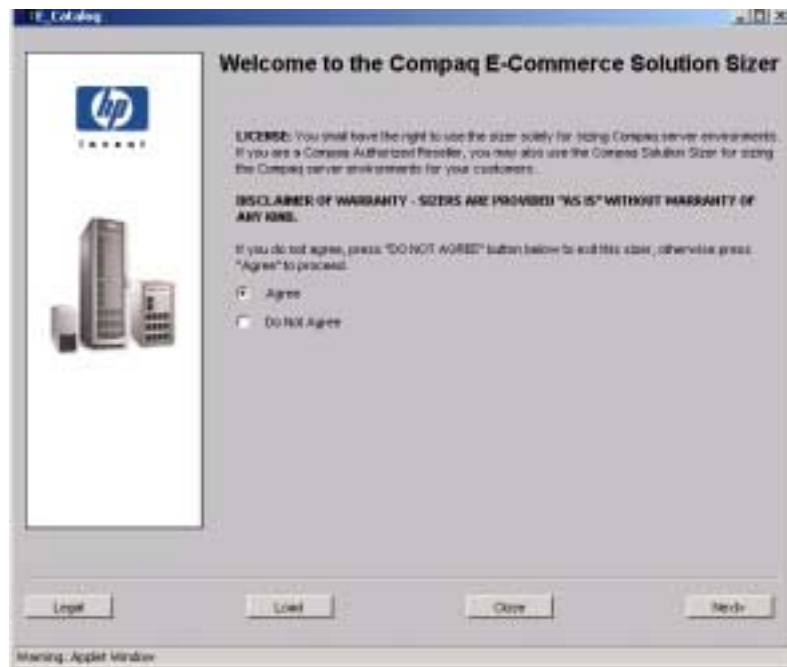 E_Catalog
Welcome to the Compaq E-Commerce Solution Sizer
hp
invent
LICENSE: You shall have the right to use the sizer solely for sizing Compaq server environments.
If you are a Compaq Authorized Reseller, you may also use the Compaq Solution Sizer for sizing
the Compaq server environments for your customers.
DISCLAIMER OF WARRANTY - SIZERS ARE PROVIDED "AS IS" WITHOUT WARRANTY OF
ANY KIND.
If you do not agree, press "DO NOT AGREE" button below to exit this sizer, otherwise press
"Agree" to proceed.
Agree
Do Not Agree
Legal
Load
Close
Next>
Warning: Applet Window